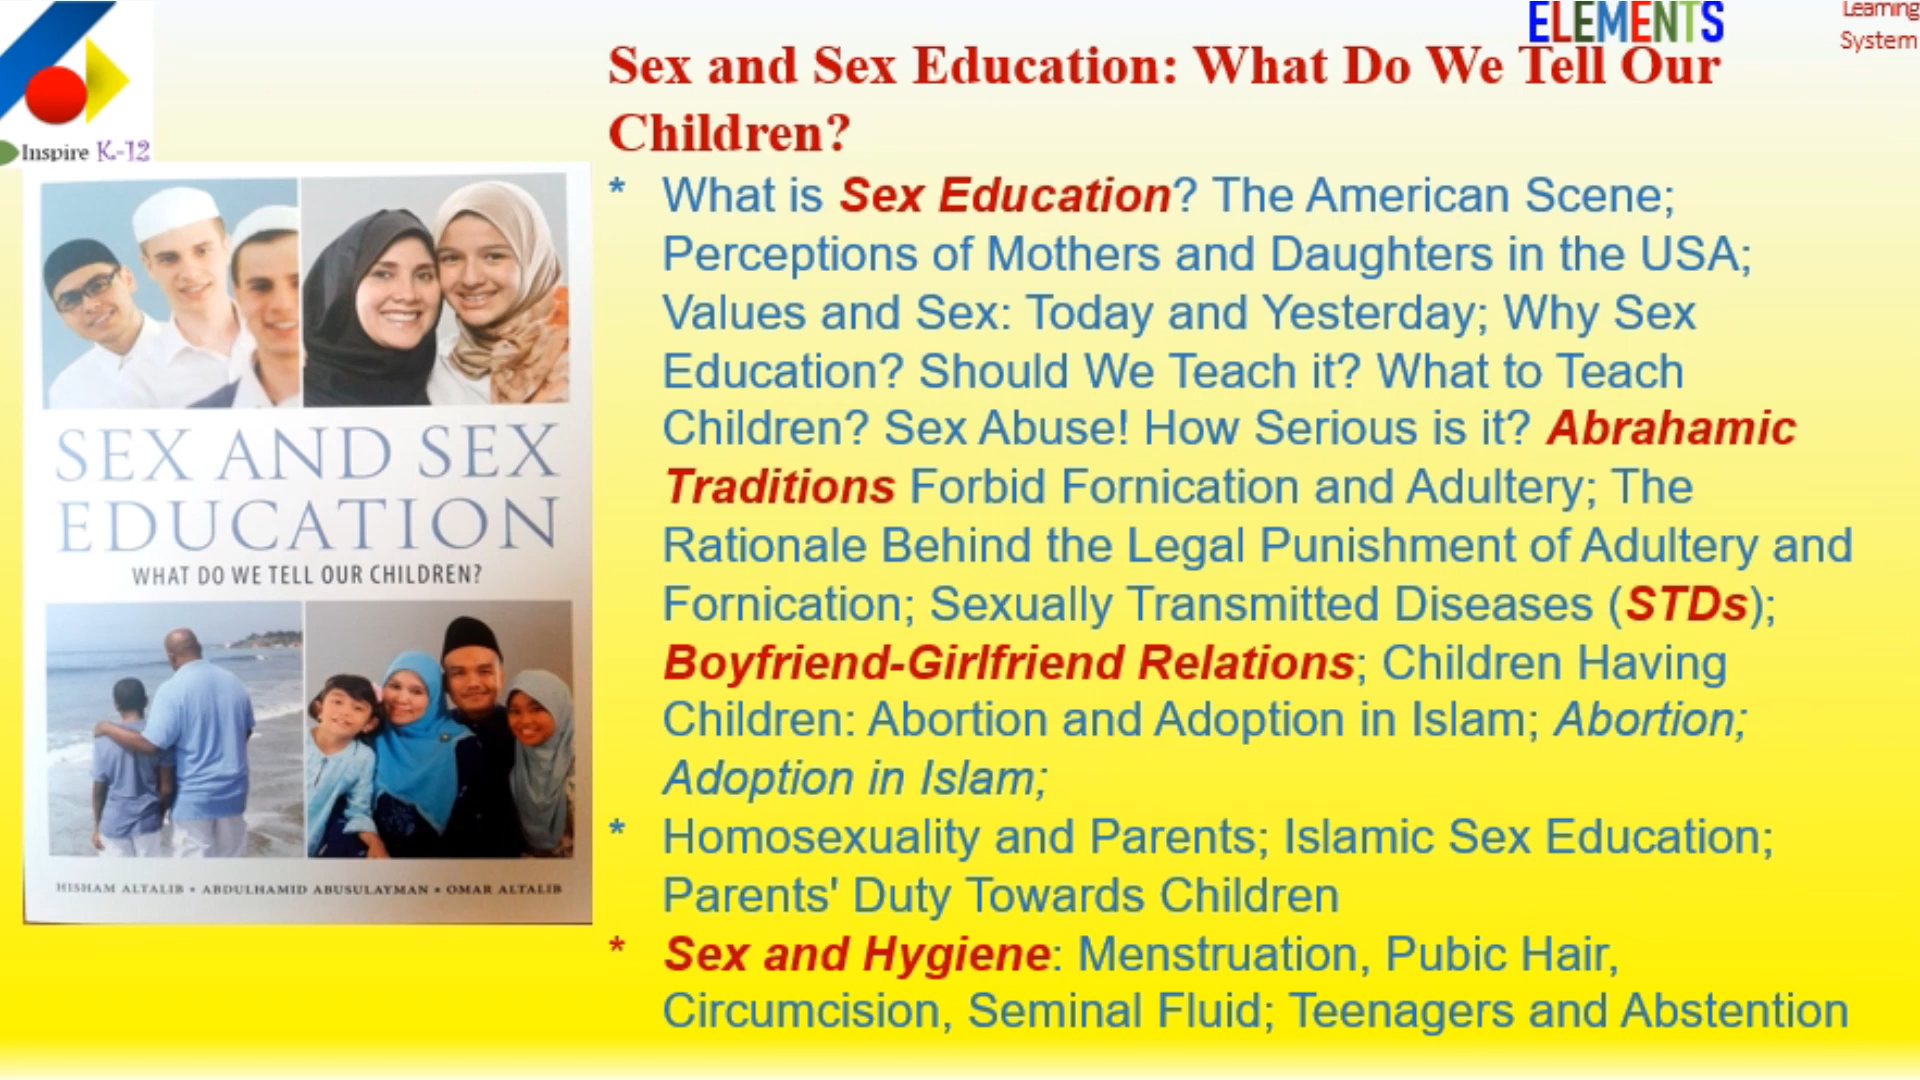 ELEMENTS
Learning
System
Inspire K-12
Sex and Sex Education: What Do We Tell Our
Children?
* What is Sex Education? The American Scene;
Perceptions of Mothers and Daughters in the USA;
Values and Sex: Today and Yesterday; Why Sex
Education? Should We Teach it? What to Teach
Children? Sex Abuse! How Serious is it? Abrahamic
Traditions Forbid Fornication and Adultery; The
Rationale Behind the Legal Punishment of Adultery and
Fornication; Sexually Transmitted Diseases (STDs);
Boyfriend-Girlfriend Relations; Children Having
Children: Abortion and Adoption in Islam; Abortion;
Adoption in Islam;
* Homosexuality and Parents; Islamic Sex Education;
Parents' Duty Towards Children
* Sex and Hygiene: Menstruation, Pubic Hair,
Circumcision, Seminal Fluid; Teenagers and Abstention
SEX AND SEX
EDUCATION
WHAT DO WE TELL OUR CHILDREN?
HISHAM ALTALIB • ABDULHAMID ABUSULAYMAN • OMAR ALTALIB